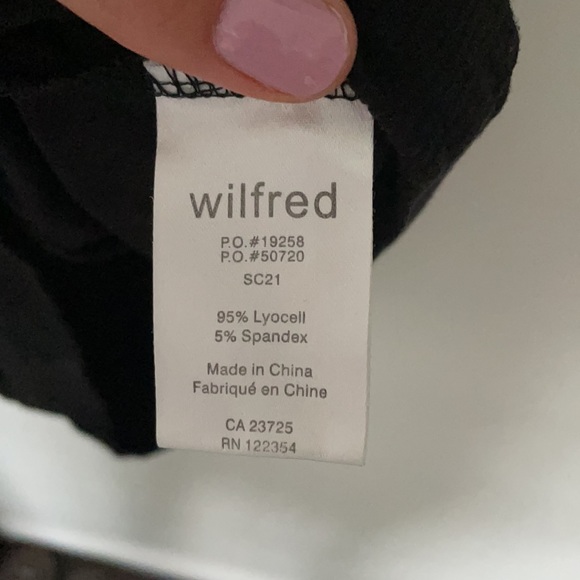 wilfred
P.O.#19258
P.O.#50720
SC21
95% Lyocell
5% Spandex
Made in China
Fabriqué en Chine
CA 23725
RN 122354